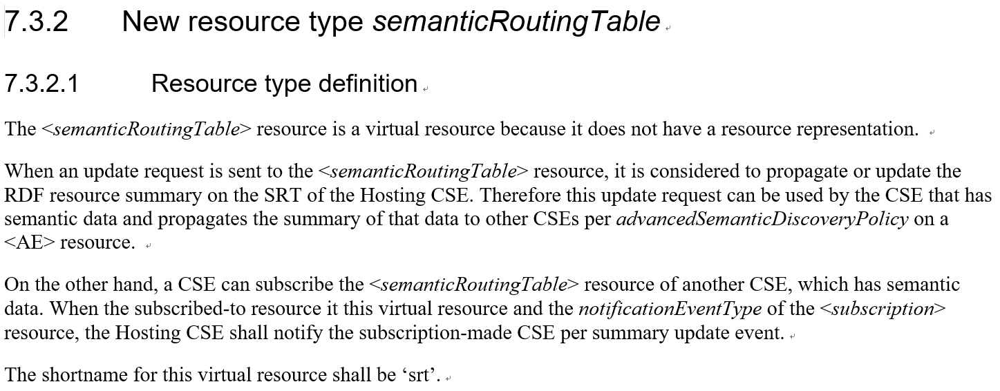 7.3.2 New resource type semanticRoutingTable
7.3.2.1 Resource type definition
The <semanticRoutingTable> resource is a virtual resource because it does not have a resource representation.
When an update request is sent to the <semanticRoutingTable> resource, it is considered to propagate or update the
RDF resource summary on the SRT of the Hosting CSE. Therefore this update request can be used by the CSE that has
semantic data and propagates the summary of that data to other CSEs per advancedSemanticDiscoveryPolicy on a
<AE> resource.
On the other hand, a CSE can subscribe the <semanticRoutingTable> resource of another CSE, which has semantic
data. When the subscribed-to resource it this virtual resource and the notificationEventType of the <subscription>
resource, the Hosting CSE shall notify the subscription-made CSE per summary update event.
The shortname for this virtual resource shall be ‘srt’.